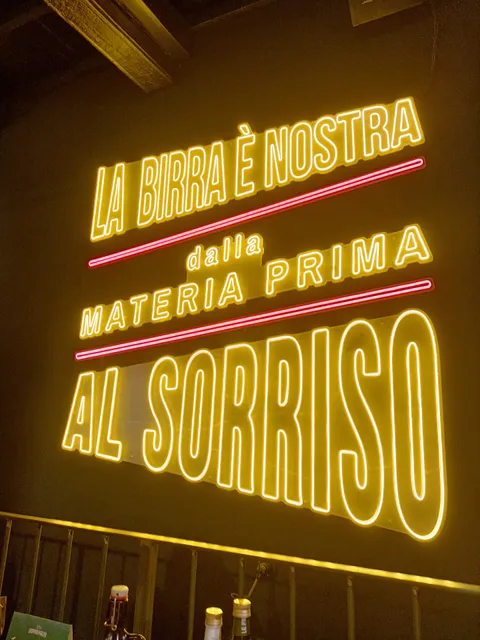 LA BIRRA È NOSTRA
dalla
MATERIA PRIMA
AL SORRISO